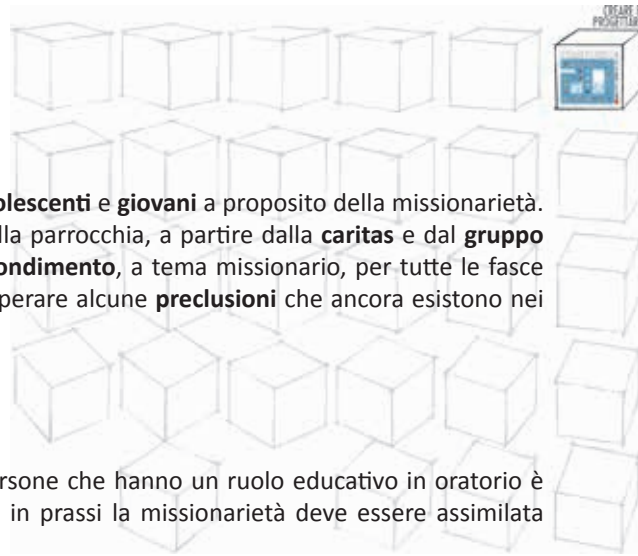 CREARE
PROGETTARE
olescenti e giovani a proposito della missionarietà.
lla parrocchia, a partire dalla caritas e dal gruppo
ondimento, a tema missionario, per tutte le fasce
perare alcune preclusioni che ancora esistono nei
rsone che hanno un ruolo educativo in oratorio è
in prassi la missionarietà deve essere assimilata